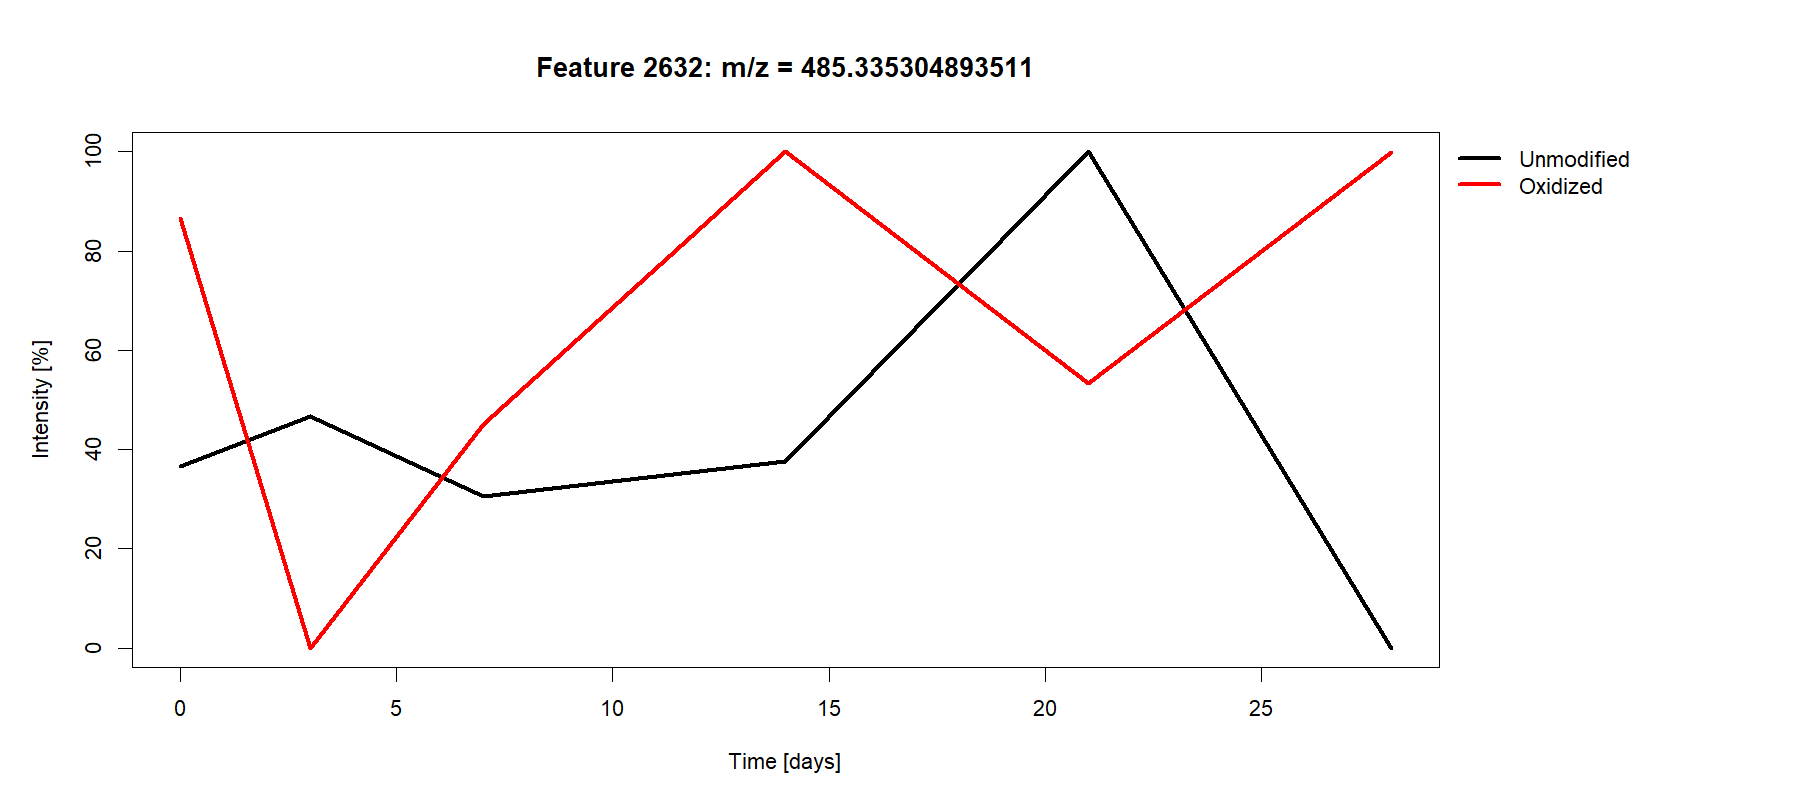 Feature 2632: m/z = 485.335304893511
Unmodified
Oxidized
Intensity [%]
100
80
60
40
20
0
0 5 10 15 20 25
Time [days]